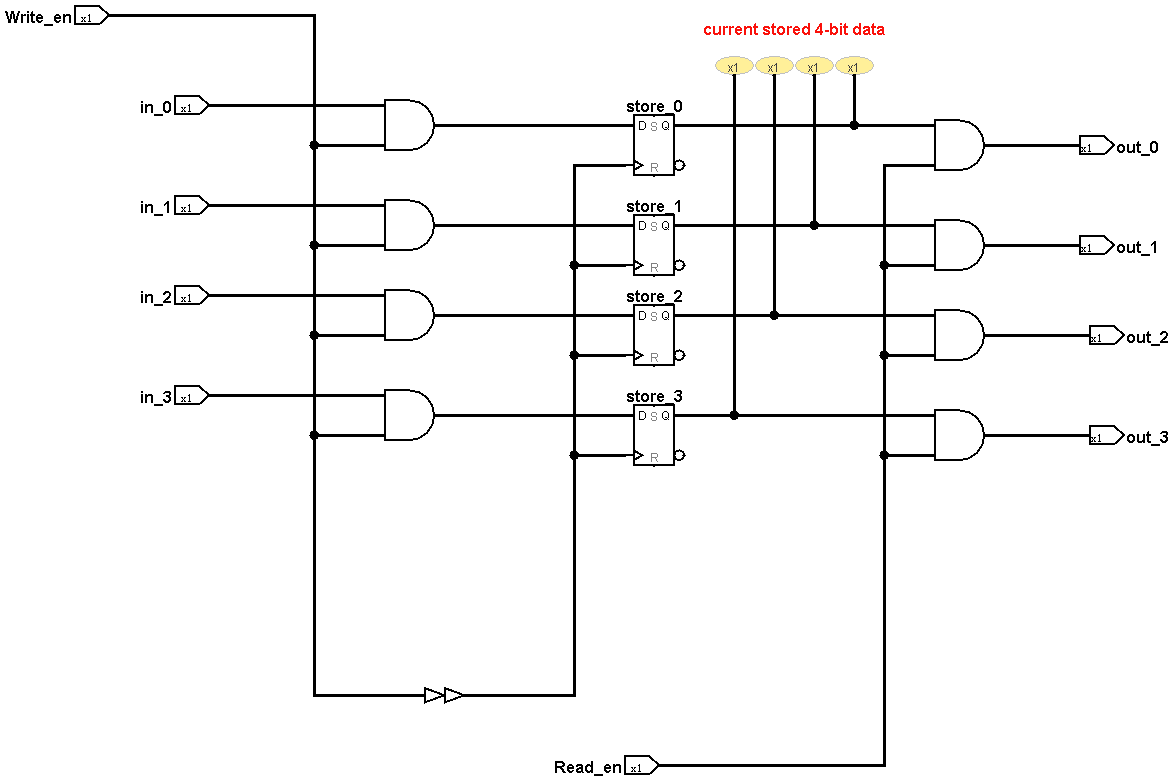 Write_en x1
current stored 4-bit data
x1 x1 x1 x1
in_0 x1
store_0
D S Q
R
x1 out_0
in_1 x1
store_1
D S Q
R
x1 out_1
in_2 x1
store_2
D S Q
R
x1 out_2
in_3 x1
store_3
D S Q
R
x1 out_3
Read_en x1